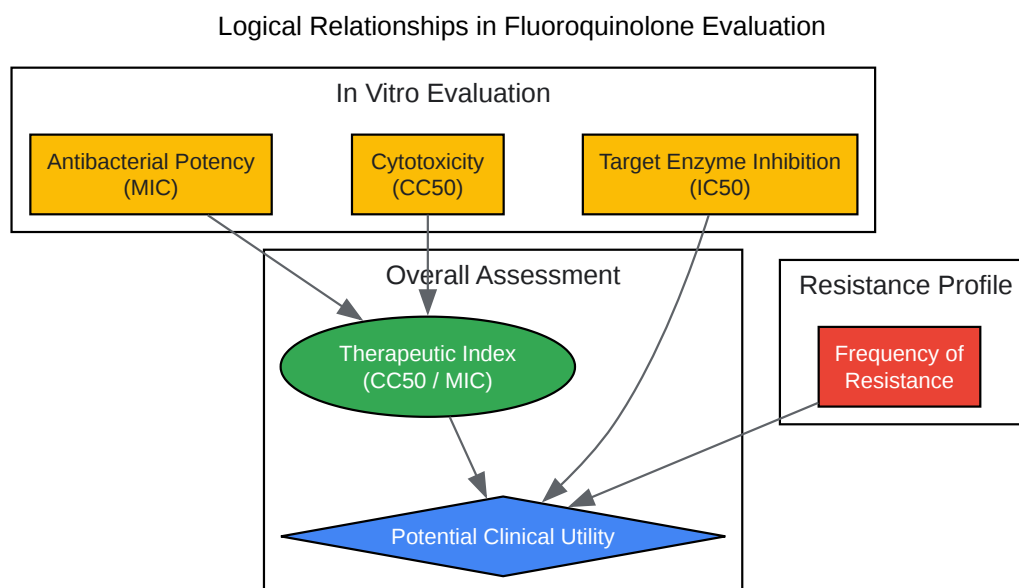 Logical Relationships in Fluoroquinolone Evaluation
In Vitro Evaluation
Antibacterial Potency
(MIC)
Cytotoxicity
(CC50)
Target Enzyme Inhibition
(IC50)
Overall Assessment
Resistance Profile
Therapeutic Index
(CC50 / MIC)
Frequency of
Resistance
Potential Clinical Utility